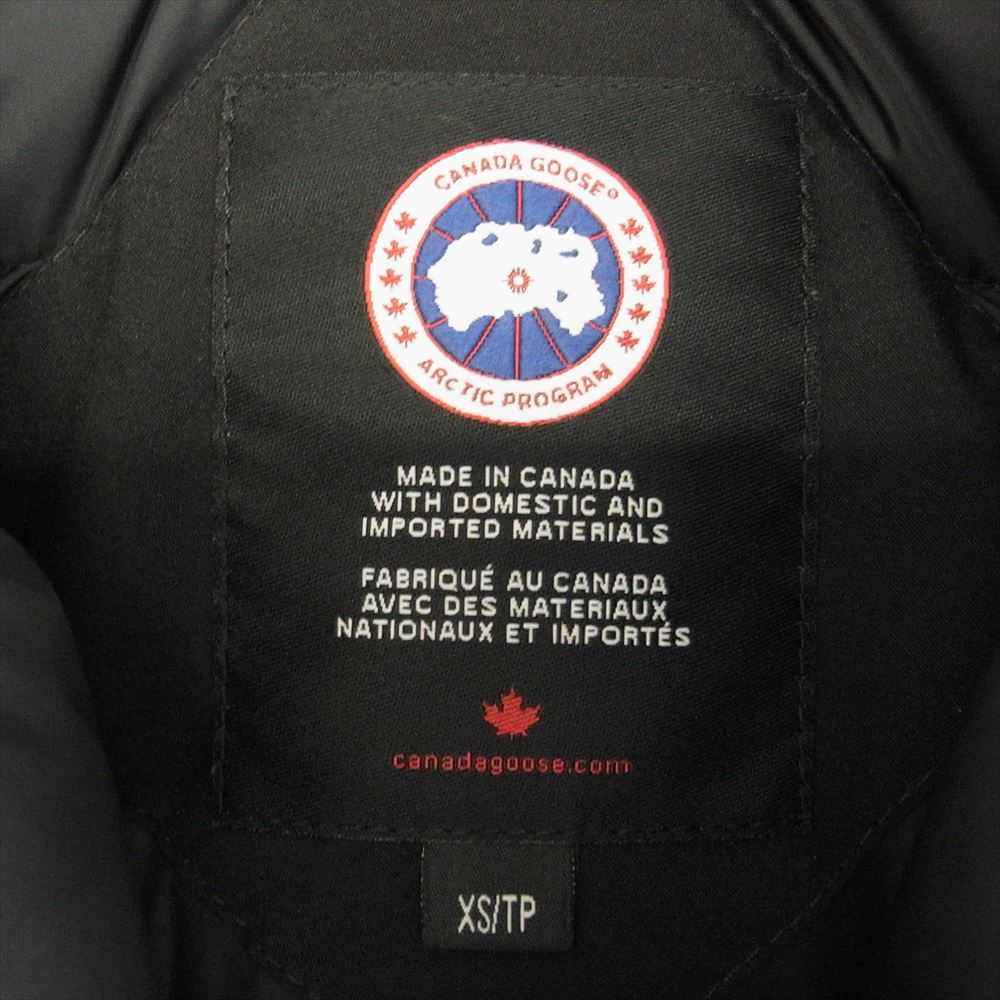 CANADA GOOSE®
ARCTIC PROGRAM
MADE IN CANADA
WITH DOMESTIC AND
IMPORTED MATERIALS
FABRIQUÉ AU CANADA
AVEC DES MATERIAUX
NATIONAUX ET IMPORTÉS
canadagoose.com
XS/TP